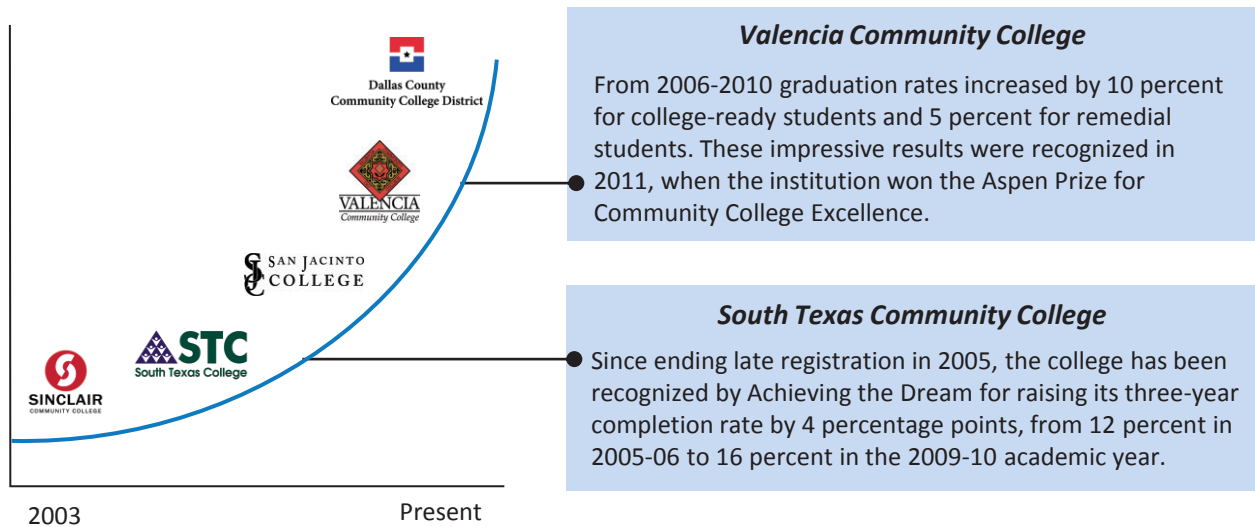 Dallas County
Community College District
VALENCIA
Community College
SJC SAN JACINTO
COLLEGE
STC
South Texas College
SINCLAIR
COMMUNITY COLLEGE
2003
Present
Valencia Community College
From 2006-2010 graduation rates increased by 10 percent
for college-ready students and 5 percent for remedial
students. These impressive results were recognized in
2011, when the institution won the Aspen Prize for
Community College Excellence.
South Texas Community College
Since ending late registration in 2005, the college has been
recognized by Achieving the Dream for raising its three-year
completion rate by 4 percentage points, from 12 percent in
2005-06 to 16 percent in the 2009-10 academic year.